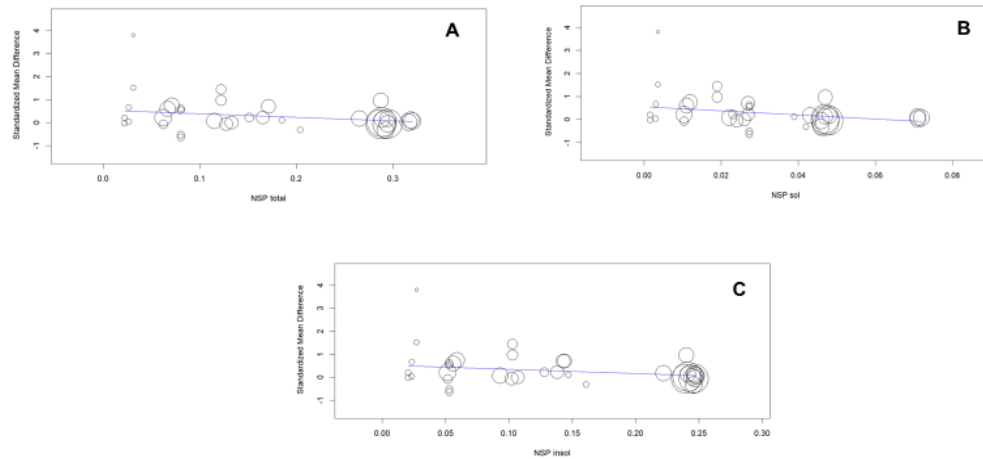 A
Standardized Mean Difference
4
3
2
1
0
-1
0.0 0.1 0.2 0.3
NSP total
B
Standardized Mean Difference
4
3
2
1
0
-1
0.00 0.02 0.04 0.06 0.08
NSP sol
C
Standardized Mean Difference
4
3
2
1
0
-1
0.00 0.05 0.10 0.15 0.20 0.25 0.30
NSP insol